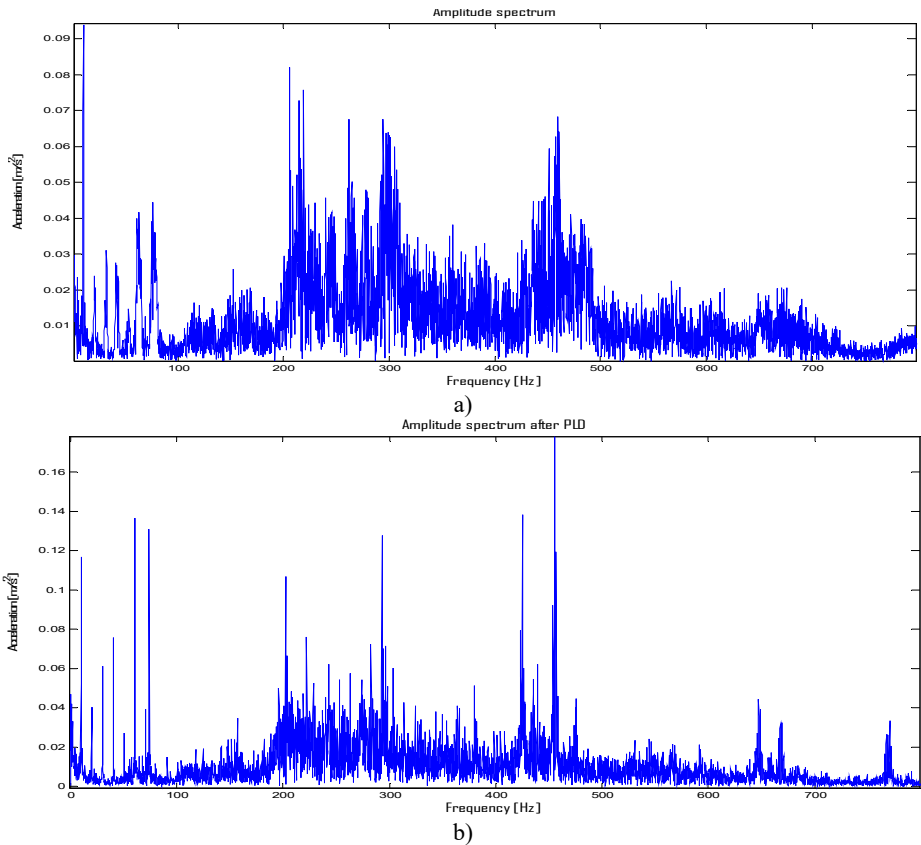 Amplitude spectrum
0.09
0.08
0.07
0.06
0.05
0.04
0.03
0.02
0.01
Acceleration [m/s²]
100 200 300 400 500 600 700
Frequency [Hz]
a)
Amplitude spectrum after PLD
0.16
0.14
0.12
0.1
0.08
0.06
0.04
0.02
0
Acceleration [m/s²]
0 100 200 300 400 500 600 700
Frequency [Hz]
b)